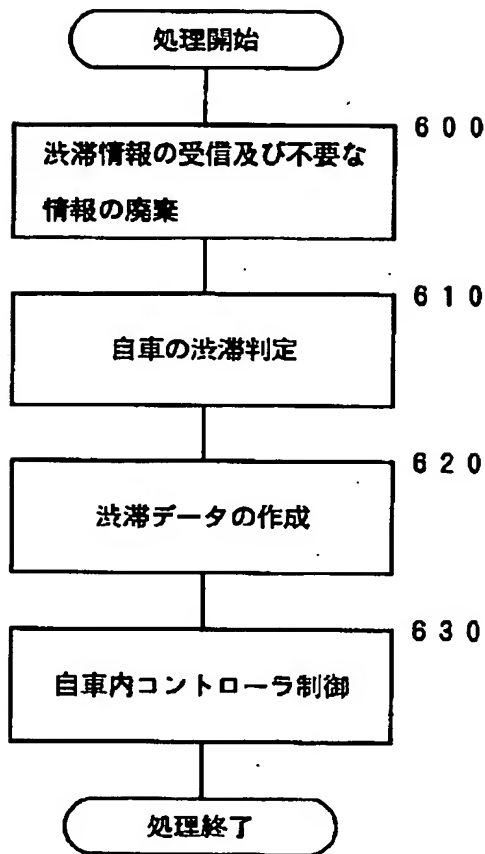 処理開始
600
渋滞情報の受信及び不要な
情報の廃棄
610
自車の渋滞判定
620
渋滞データの作成
630
自車内コントローラ制御
処理終了